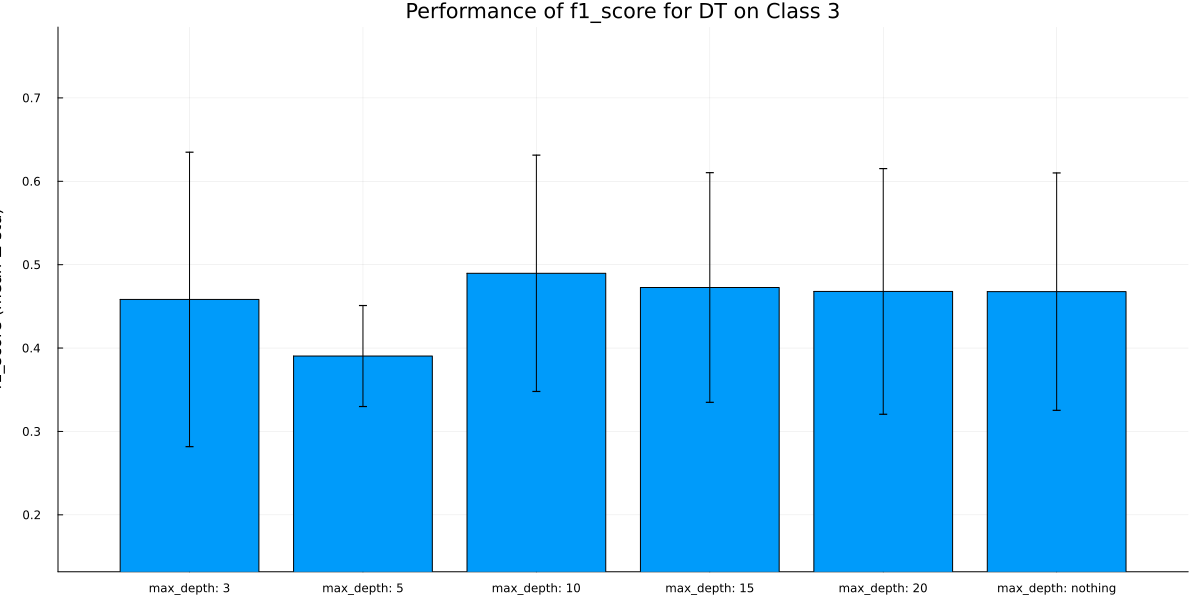 Performance of f1_score for DT on Class 3
0.7
0.6
0.5
0.4
0.3
0.2
max_depth: 3
max_depth: 5
max_depth: 10
max_depth: 15
max_depth: 20
max_depth: nothing